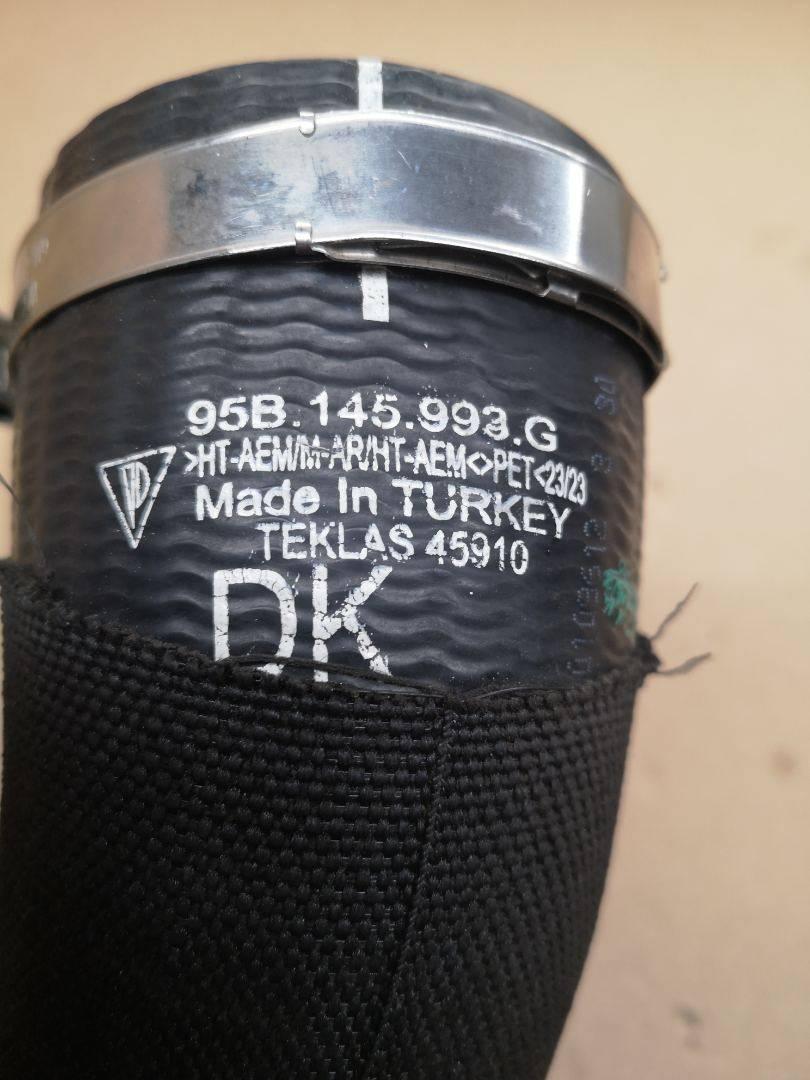 95B.145.993.G
>HT-AEM/M-AR/HT-AEM<>PET<23/23
Made In TURKEY
TEKLAS 45910
DK